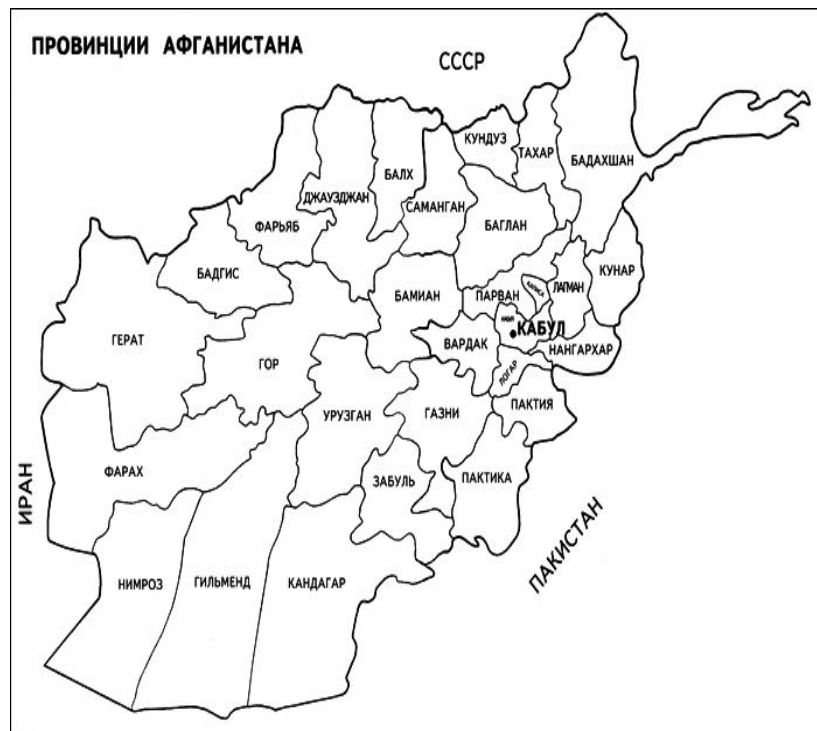 ПРОВИНЦИИ АФГАНИСТАНА
СССР
КУНДУЗ
ТАХАР
БАДАХШАН
БАЛХ
ДЖАУЗДЖАН
САМАНГАН
ФАРЬЯБ
БАГЛАН
БАДГИС
КУНАР
ЛАГМАН
КАПИСА
ПАРВАН
БАМИАН
КАБУЛ
ГЕРАТ
ВАРДАК
НАНГАРХАР
ГОР
ЛОГАР
ПАКТИЯ
УРУЗГАН
ГАЗНИ
ФАРАХ
ЗАБУЛЬ
ПАКТИКА
ИРАН
ПАКИСТАН
НИМРОЗ
ГИЛЬМЕНД
КАНДАГАР